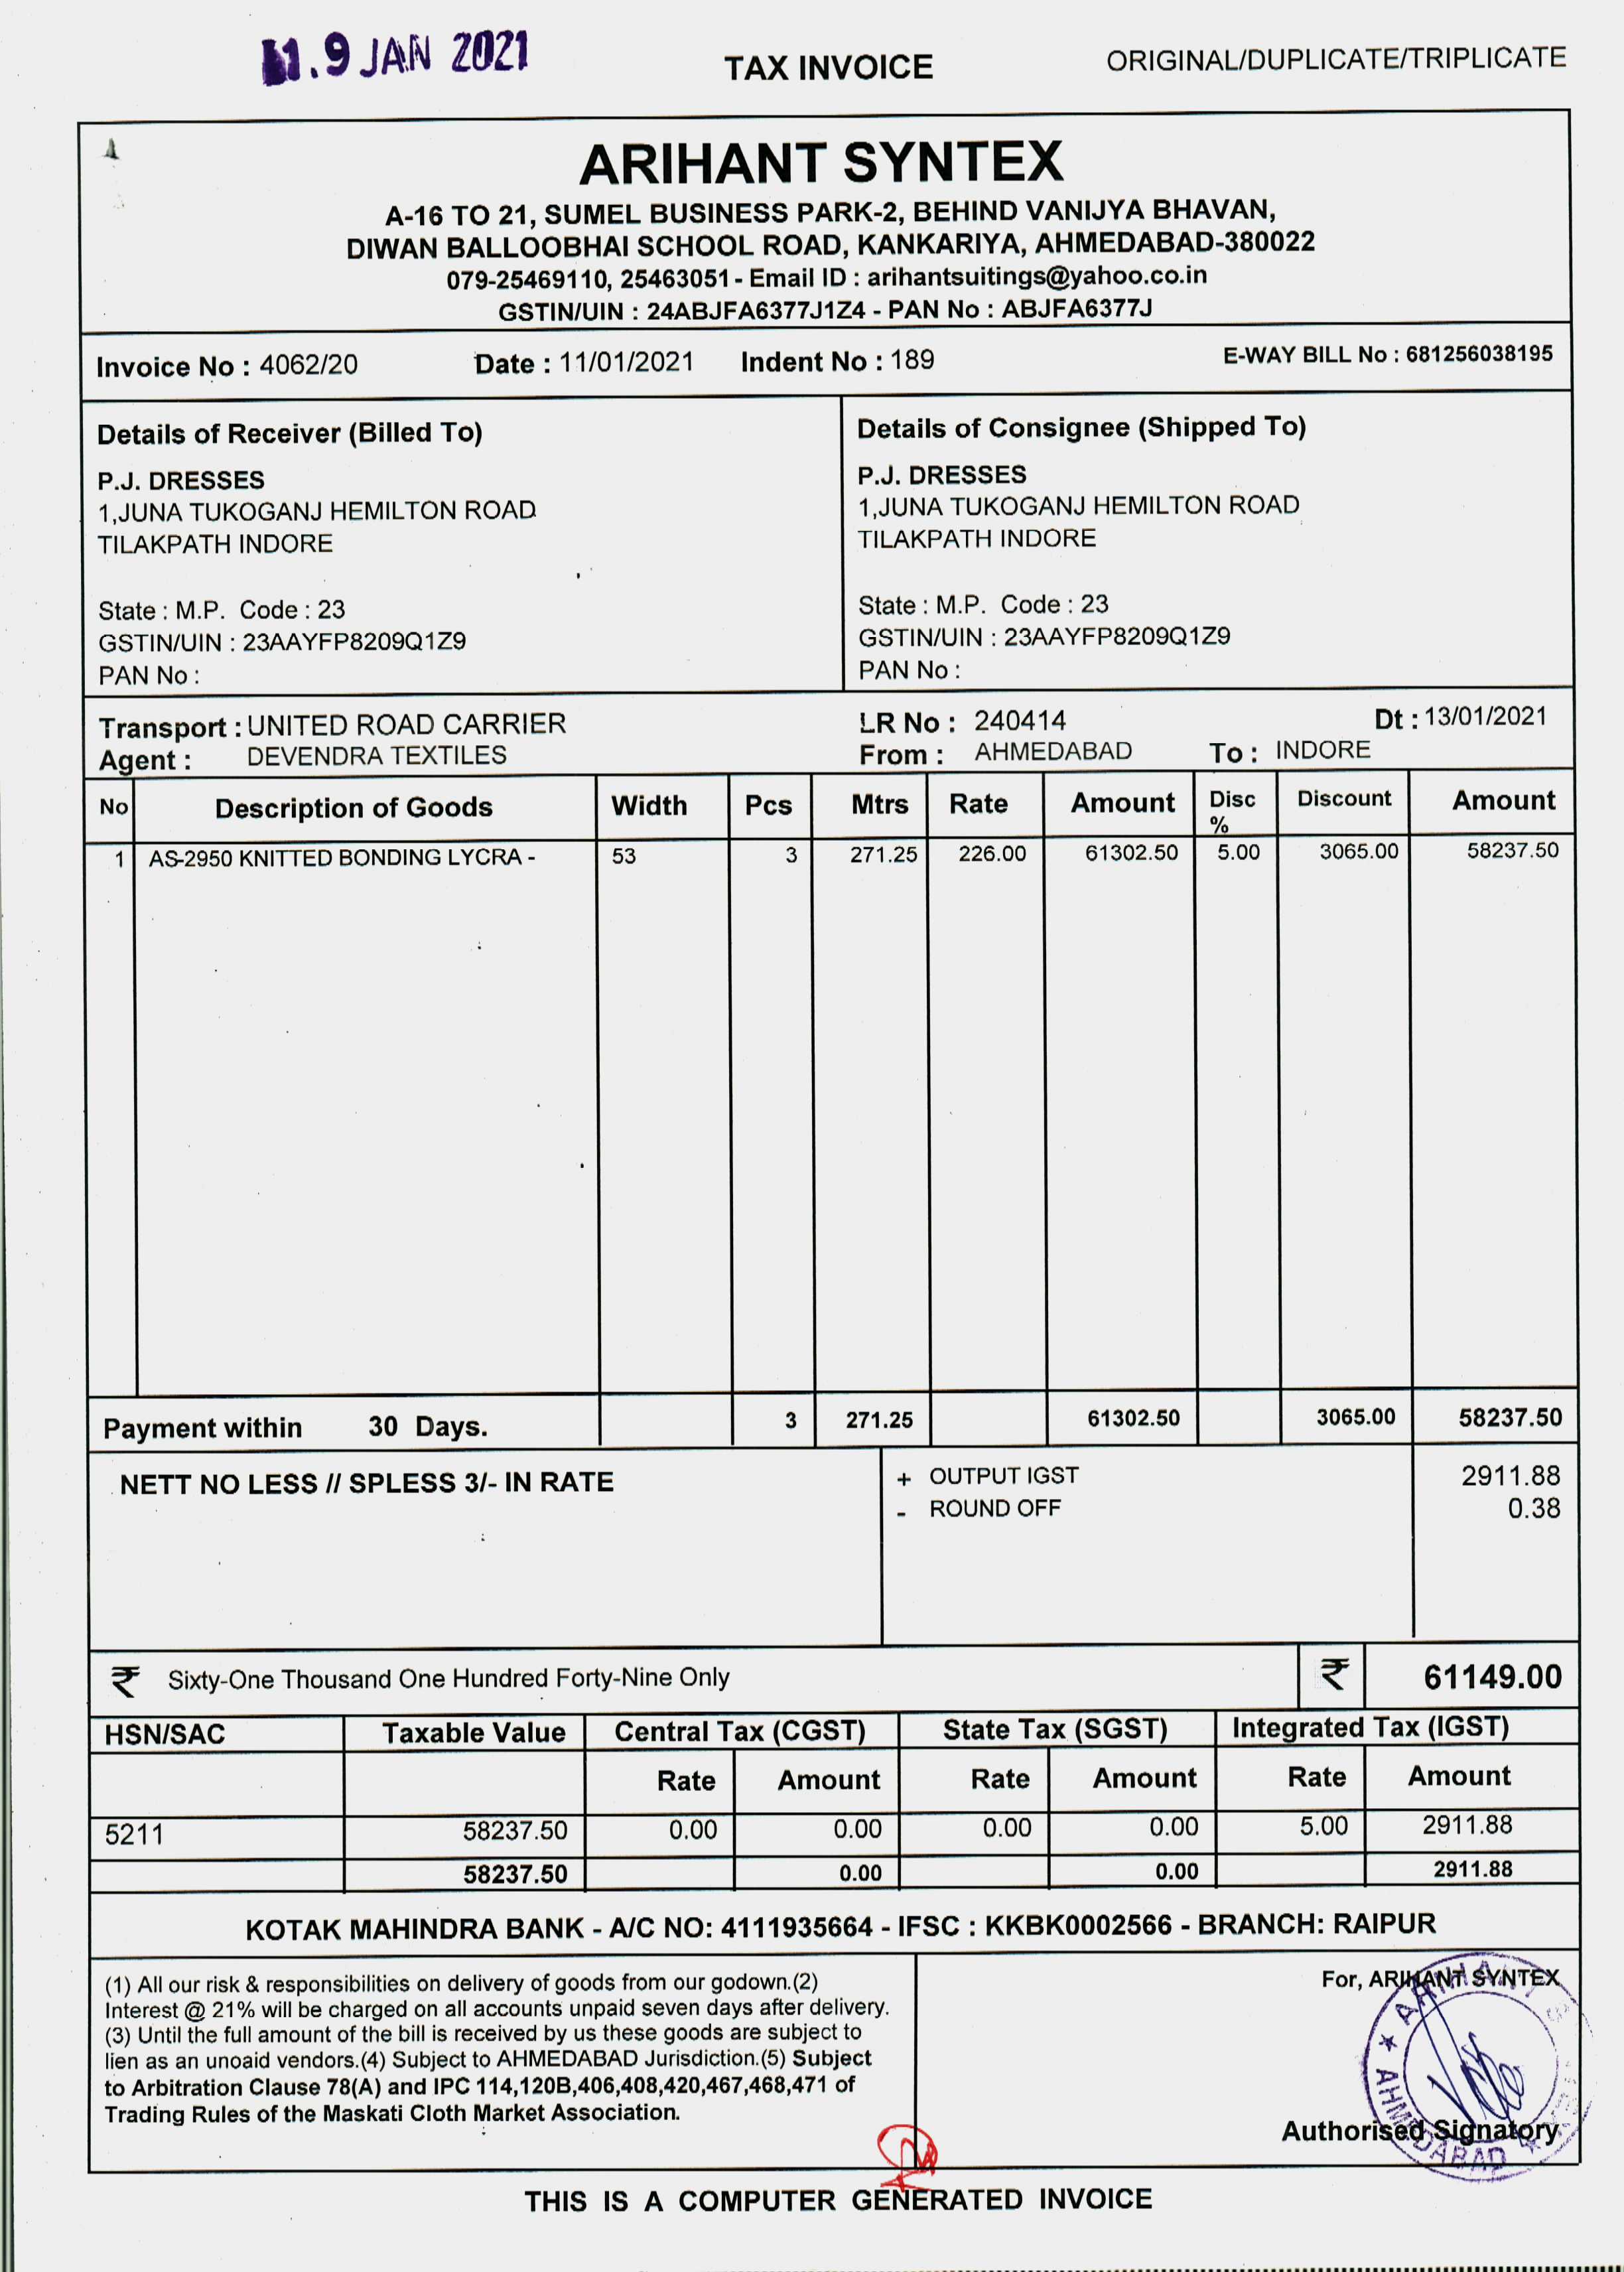 19 JAN 2021
TAX INVOICE
ORIGINAL/DUPLICATE/TRIPLICATE
ARIHANT SYNTEX
A-16 TO 21, SUMEL BUSINESS PARK-2, BEHIND VANIJYA BHAVAN,
DIWAN BALLOOBHAI SCHOOL ROAD, KANKARIYA, AHMEDABAD-380022
079-25469110, 25463051 - Email ID : arihantsuitings@yahoo.co.in
GSTIN/UIN : 24ABJFA6377J1Z4 - PAN No : ABJFA6377J
Invoice No : 4062/20 Date : 11/01/2021 Indent No : 189 E-WAY BILL No : 681256038195
Details of Receiver (Billed To)
P.J. DRESSES
1,JUNA TUKOGANJ HEMILTON ROAD
TILAKPATH INDORE
State : M.P. Code : 23
GSTIN/UIN : 23AAYFP8209Q1Z9
PAN No :
Details of Consignee (Shipped To)
P.J. DRESSES
1,JUNA TUKOGANJ HEMILTON ROAD
TILAKPATH INDORE
State : M.P. Code : 23
GSTIN/UIN : 23AAYFP8209Q1Z9
PAN No :
Transport : UNITED ROAD CARRIER LR No : 240414 Dt : 13/01/2021
Agent : DEVENDRA TEXTILES From : AHMEDABAD To : INDORE
No Description of Goods Width Pcs Mtrs Rate Amount Disc % Discount Amount
1 AS-2950 KNITTED BONDING LYCRA - 53 3 271.25 226.00 61302.50 5.00 3065.00 58237.50
Payment within 30 Days. 3 271.25 61302.50 3065.00 58237.50
NETT NO LESS // SPLESS 3/- IN RATE
+ OUTPUT IGST 2911.88
- ROUND OFF 0.38
₹ Sixty-One Thousand One Hundred Forty-Nine Only ₹ 61149.00
HSN/SAC Taxable Value Central Tax (CGST) State Tax (SGST) Integrated Tax (IGST)
Rate Amount Rate Amount Rate Amount
5211 58237.50 0.00 0.00 0.00 0.00 5.00 2911.88
58237.50 0.00 0.00 2911.88
KOTAK MAHINDRA BANK - A/C NO: 4111935664 - IFSC : KKBK0002566 - BRANCH: RAIPUR
(1) All our risk & responsibilities on delivery of goods from our godown.(2)
Interest @ 21% will be charged on all accounts unpaid seven days after delivery.
(3) Until the full amount of the bill is received by us these goods are subject to
lien as an unoaid vendors.(4) Subject to AHMEDABAD Jurisdiction.(5) Subject
to Arbitration Clause 78(A) and IPC 114,120B,406,408,420,467,468,471 of
Trading Rules of the Maskati Cloth Market Association.
For, ARIHANT SYNTEX
ARIHANT
AHMEDABAD
Authorised Signatory
THIS IS A COMPUTER GENERATED INVOICE